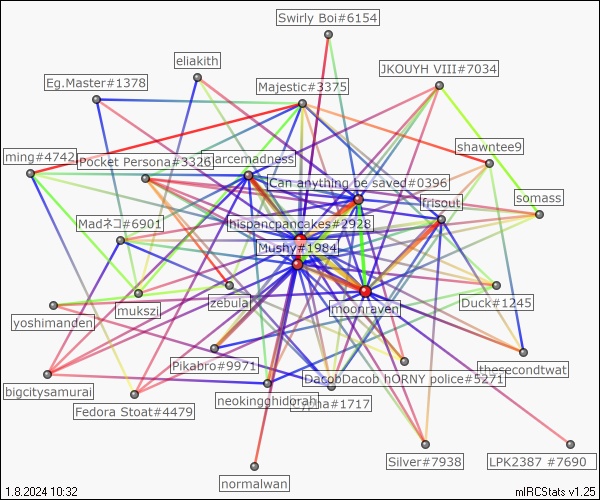 Swirly Boi#6154
eliakith
JKOUYH VIII#7034
Eg.Master#1378
Majestic#3375
shawntee9
ming#4742
Pocket Persona#3326
arcemadness
Can anything be saved#0396
somass
frisout
Madネコ#6901
hispancpancakes#2928
Mushy#1984
zebula
Duck#1245
mukszi
moonraven
yoshimanden
Pikabro#9971
thesecondtwat
DacobDacob hORNY police#5271
bigcitysamurai
neokingghidorah
#1717
Fedora Stoat#4479
Silver#7938
LPK2387 #7690
normalwan
1.8.2024 10:32
mIRCStats v1.25